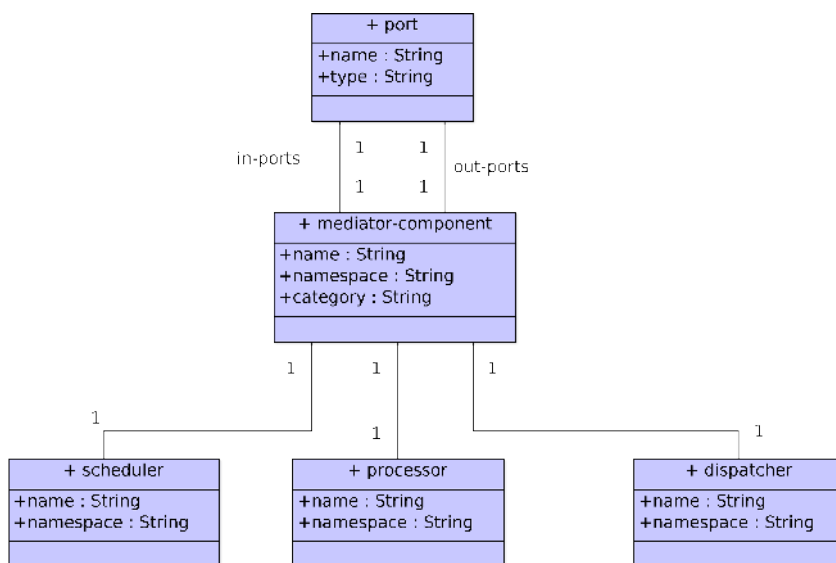 + port
+name : String
+type : String
in-ports
1
1
out-ports
1
1
+ mediator-component
+name : String
+namespace : String
+category : String
1
1
1
1
1
1
+ scheduler
+name : String
+namespace : String
+ processor
+name : String
+namespace : String
+ dispatcher
+name : String
+namespace : String